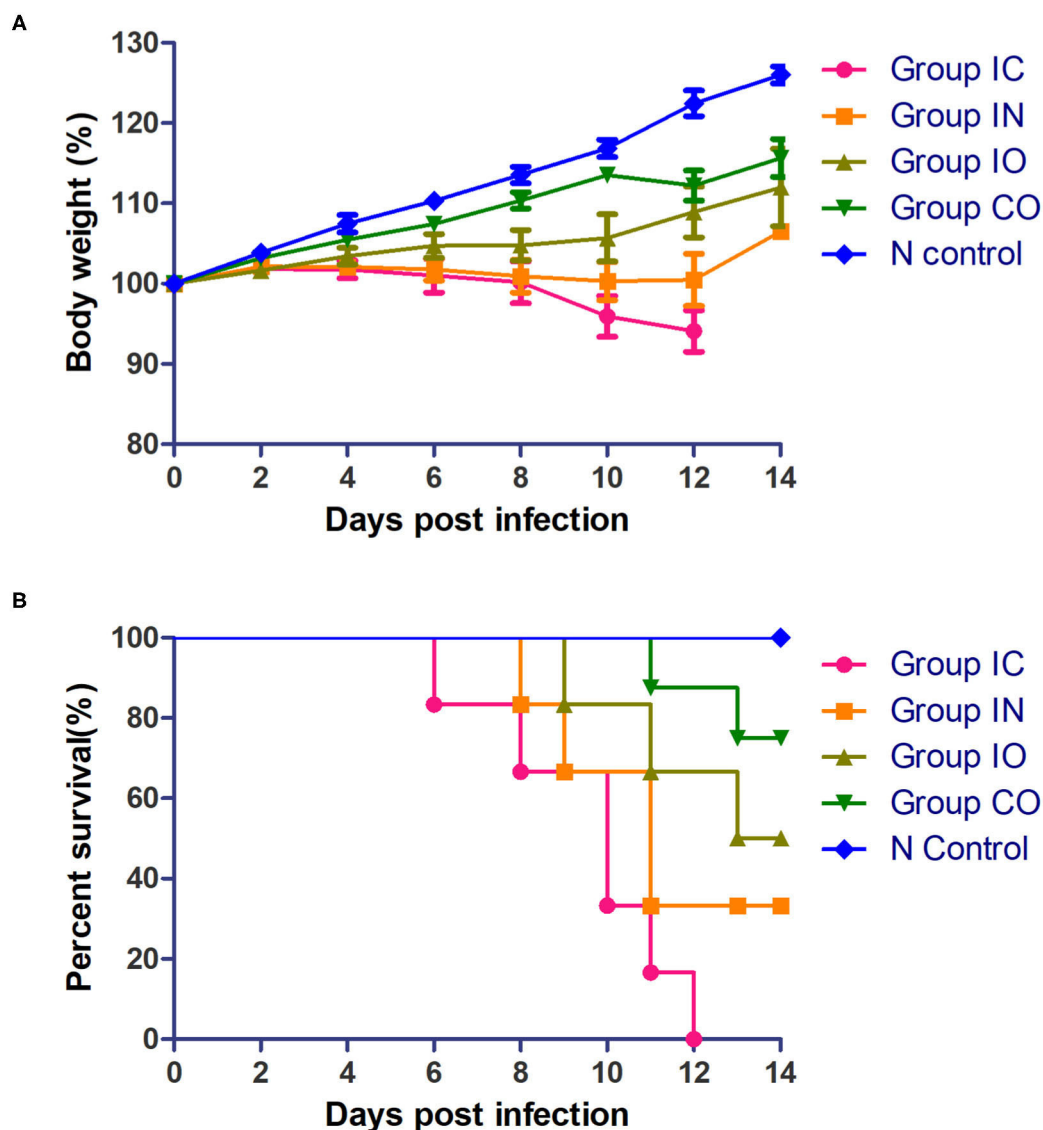 A
130
120
110
100
90
80
Body weight (%)
0 2 4 6 8 10 12 14
Days post infection
Group IC
Group IN
Group IO
Group CO
N control
B
100
80
60
40
20
0
Percent survival(%)
0 2 4 6 8 10 12 14
Days post infection
Group IC
Group IN
Group IO
Group CO
N Control